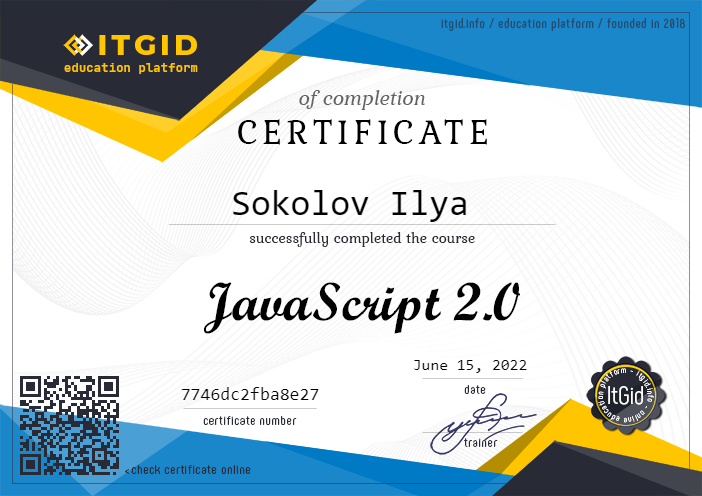 itgid.info / education platform / founded in 2018
ITGID
education platform
of completion
CERTIFICATE
Sokolov Ilya
successfully completed the course
JavaScript 2.0
June 15, 2022
date
7746dc2fba8e27
certificate number
trainer
<check certificate online
education platform - itgid.info - online
ItGid